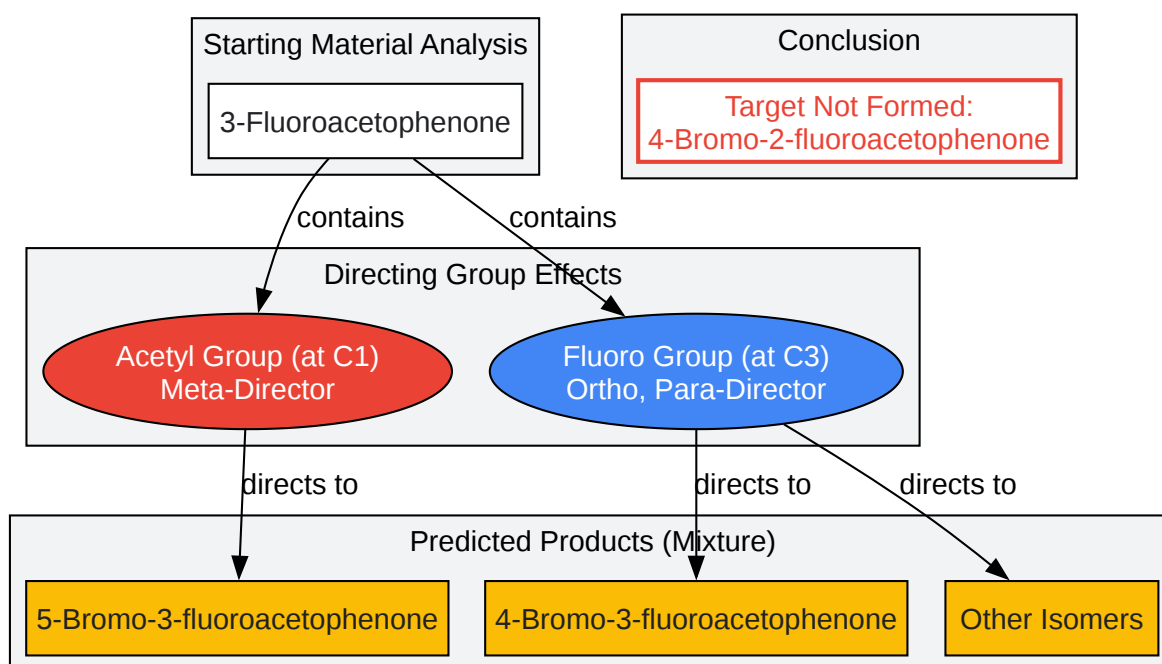 Starting Material Analysis
3-Fluoroacetophenone
Conclusion
Target Not Formed:
4-Bromo-2-fluoroacetophenone
contains
contains
Directing Group Effects
Acetyl Group (at C1)
Meta-Director
Fluoro Group (at C3)
Ortho, Para-Director
directs to
directs to
directs to
Predicted Products (Mixture)
5-Bromo-3-fluoroacetophenone
4-Bromo-3-fluoroacetophenone
Other Isomers